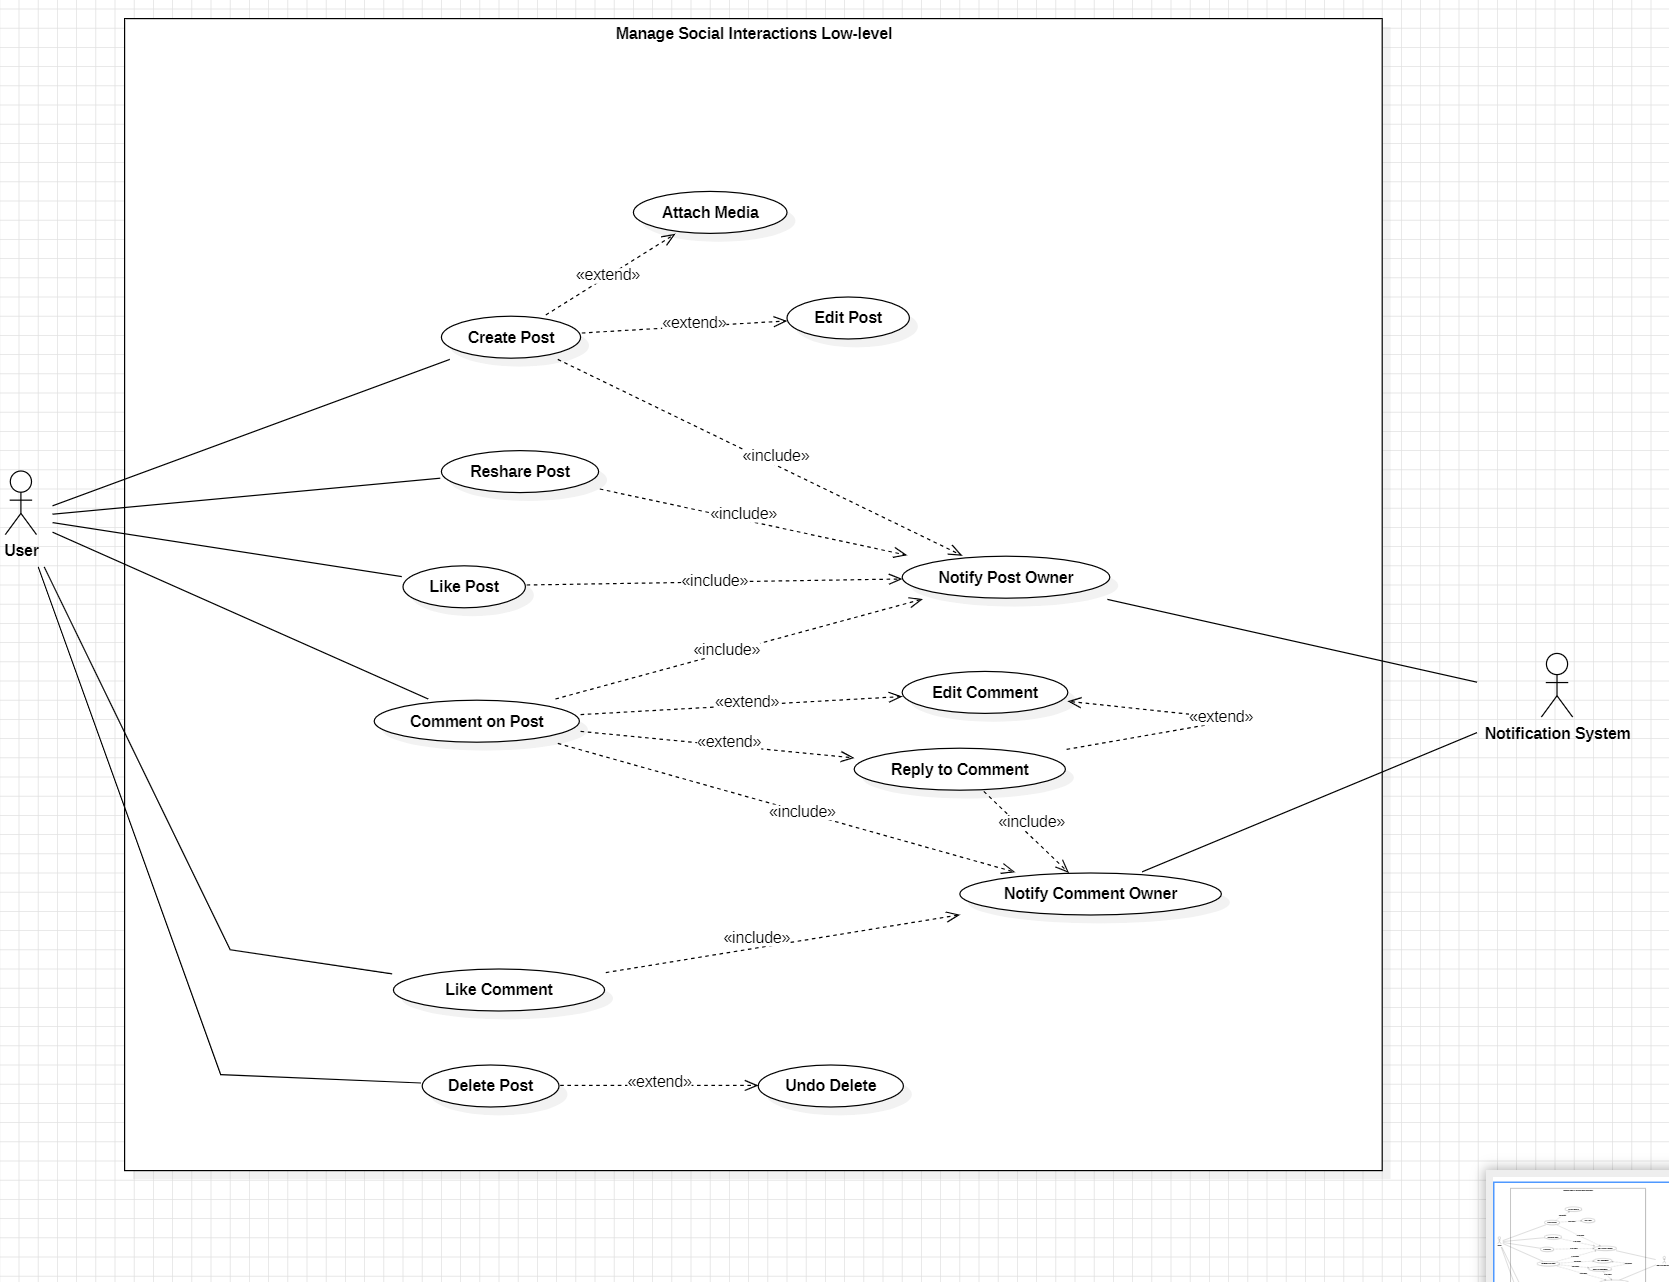 Manage Social Interactions Low-level
Attach Media
«extend»
Edit Post
«extend»
Create Post
«include»
Reshare Post
«include»
User
Notify Post Owner
Like Post
«include»
«include»
Edit Comment
«extend»
«extend»
Comment on Post
Notification System
«extend»
Reply to Comment
«include»
«include»
Notify Comment Owner
«include»
Like Comment
Delete Post
«extend»
Undo Delete